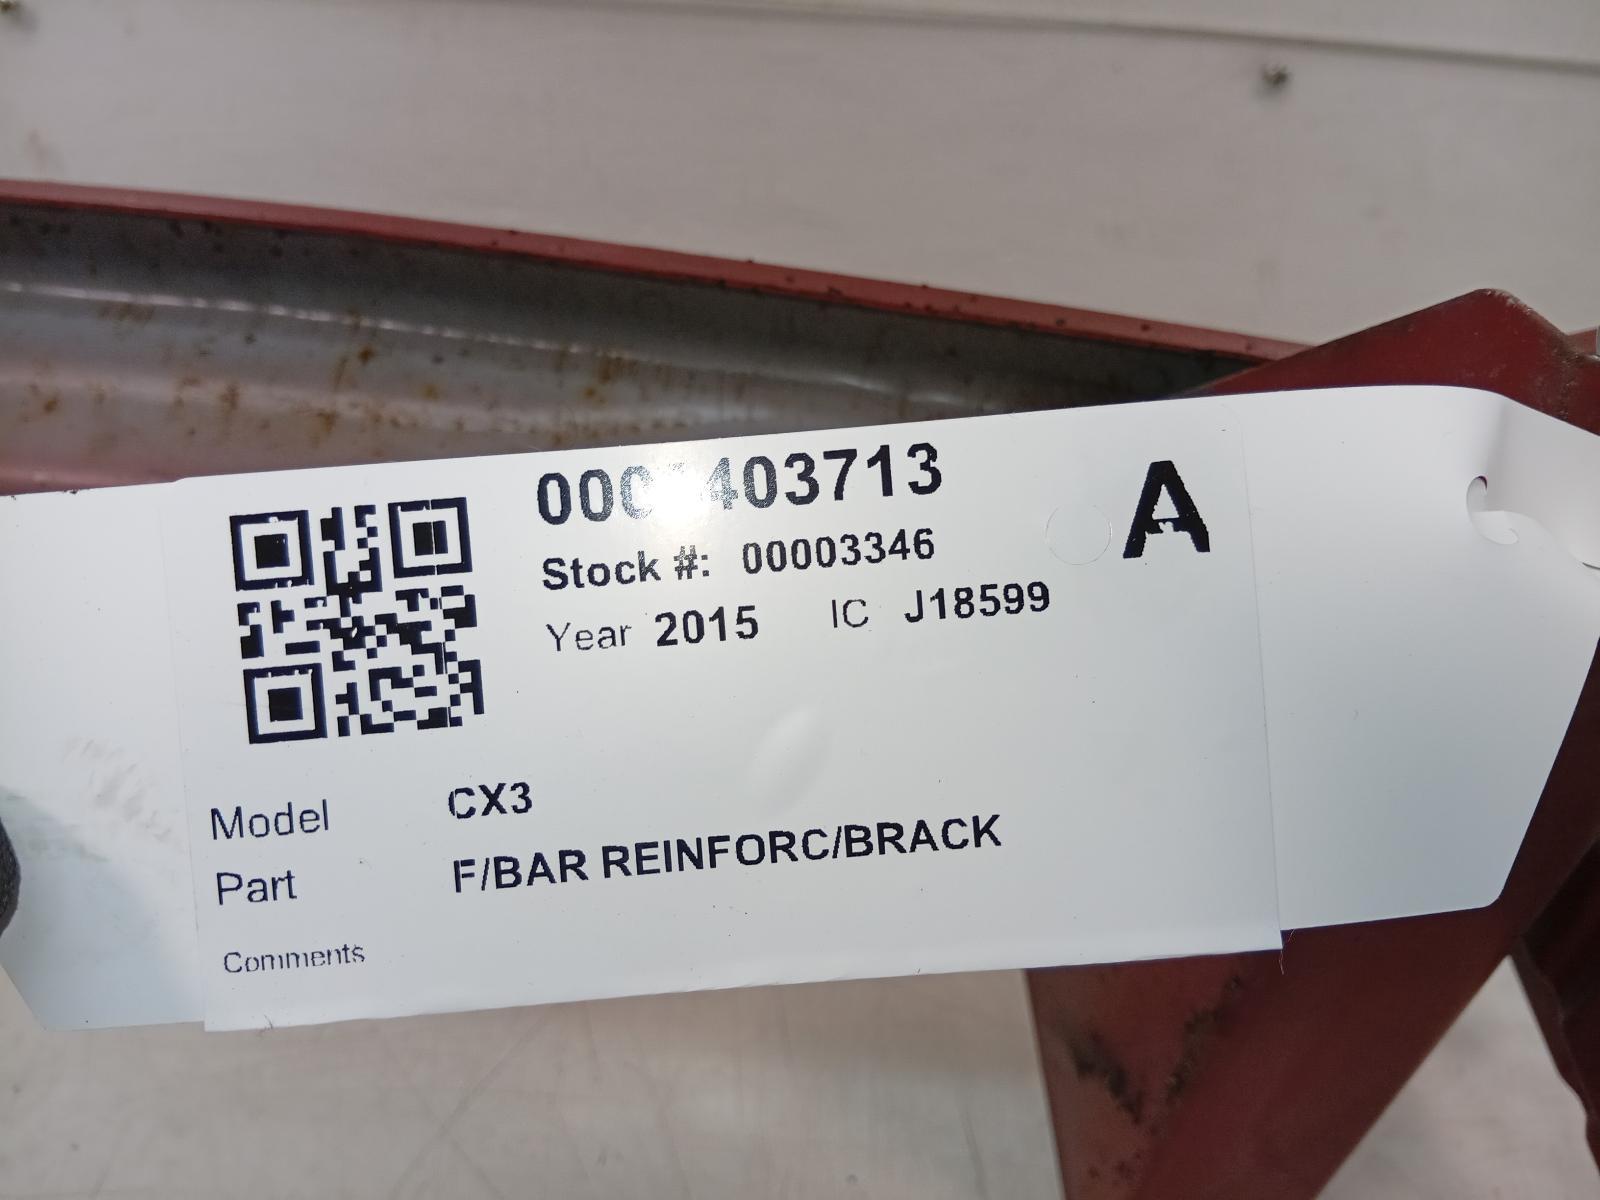 A
Stock #: 00003346
Year 2015 IC J18599
Model CX3
Part F/BAR REINFORC/BRACK
Comments